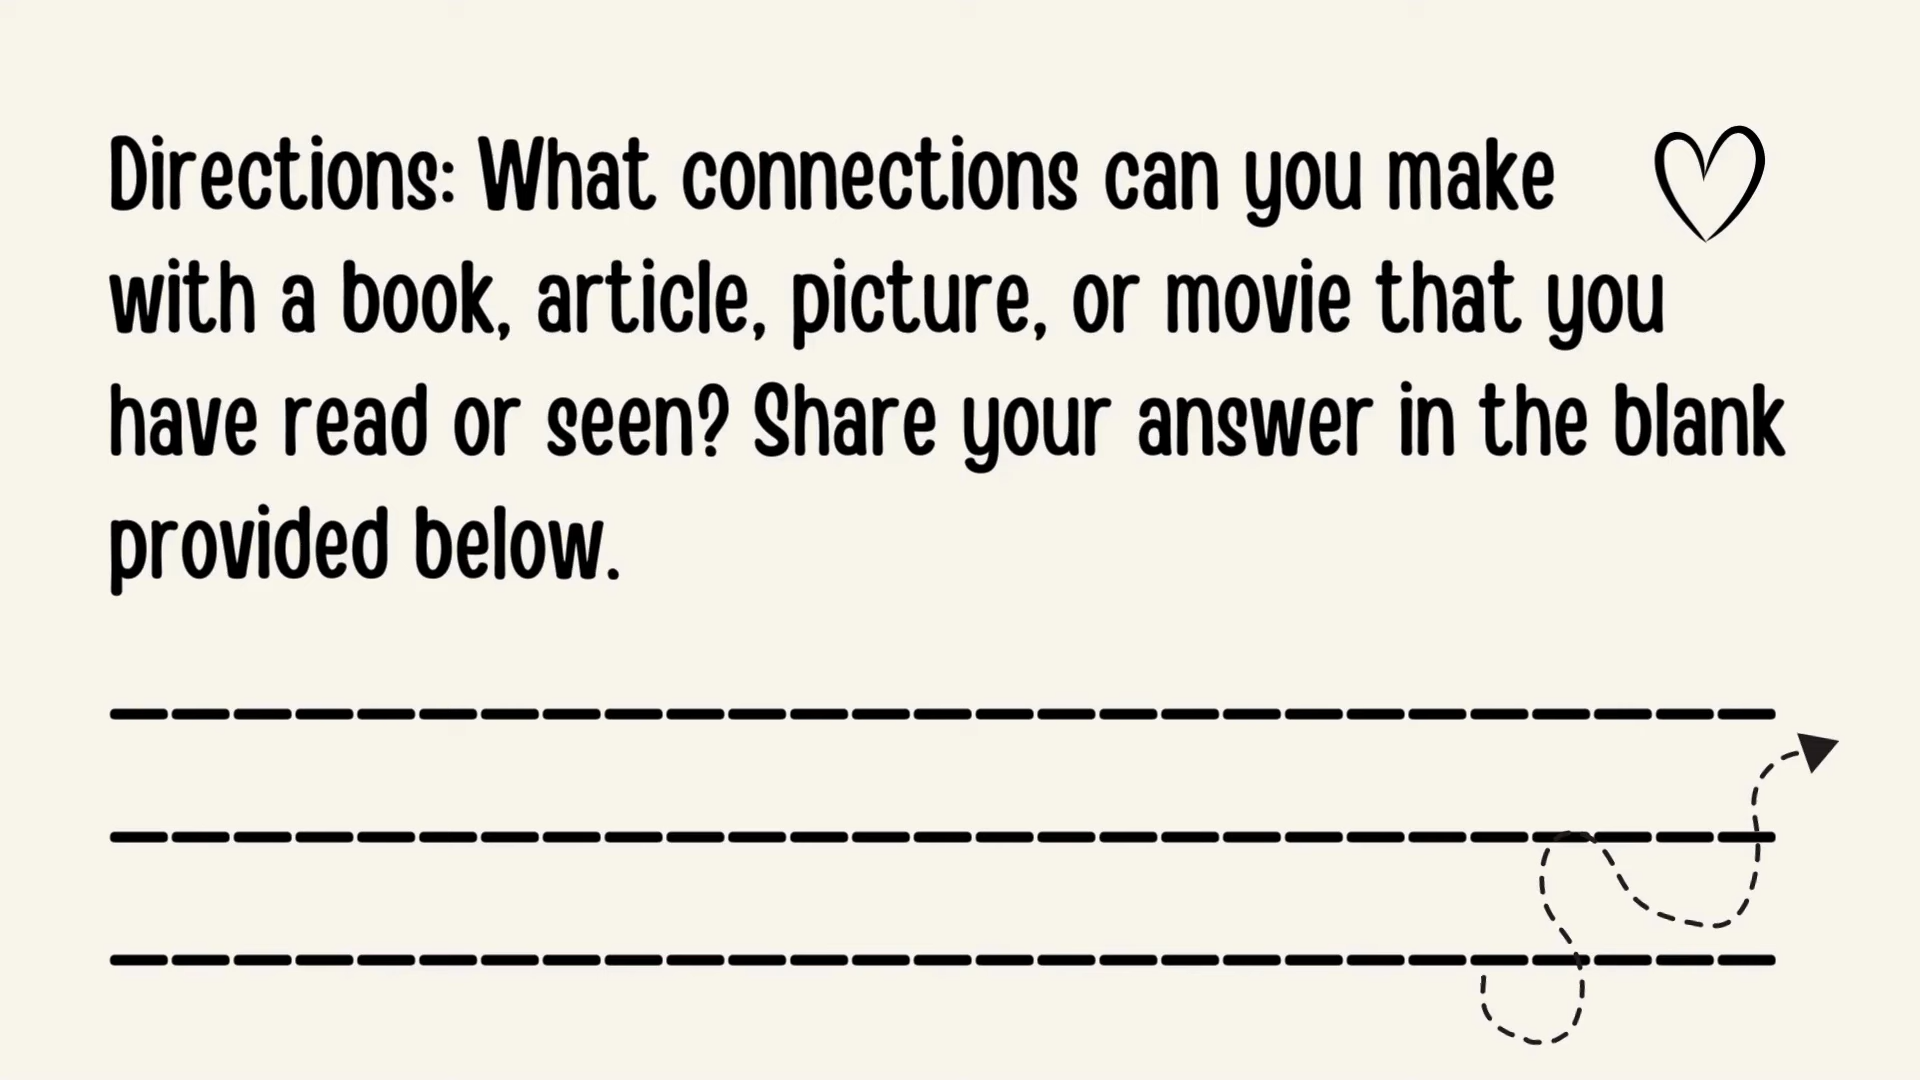 Directions: What connections can you make
with a book, article, picture, or movie that you
have read or seen? Share your answer in the blank
provided below.